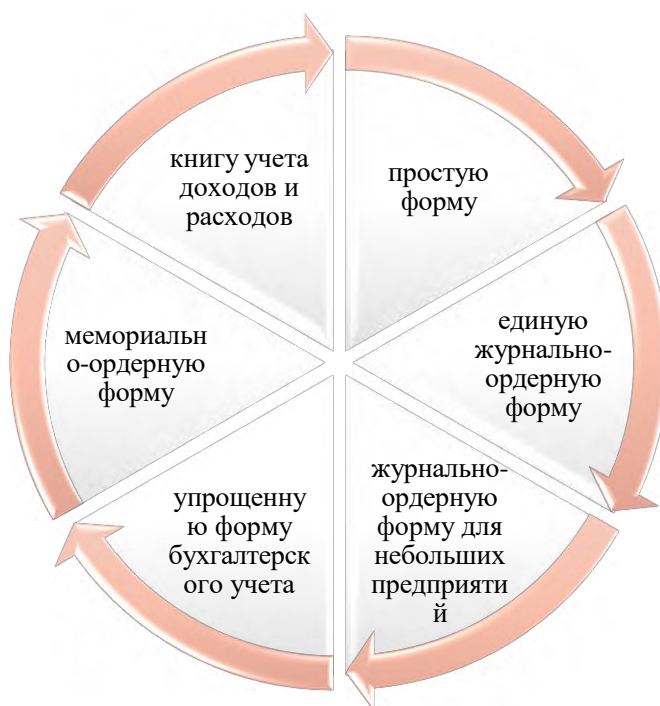 простую
форму
единую
журнально-
ордерную
форму
журнально-
ордерную
форму для
небольших
предприяти
й
упрощенну
ю форму
бухгалтерск
ого учета
мемориальн
о-ордерную
форму
книгу учета
доходов и
расходов